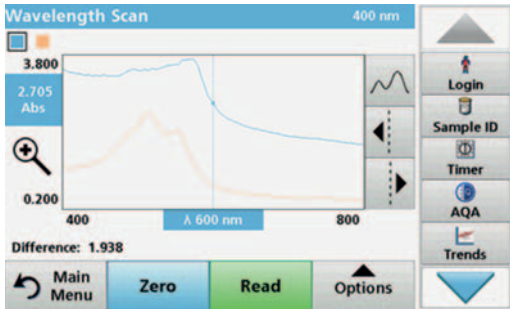 Wavelength Scan 400 nm
3.800
2.705
Abs
0.200
400 λ 600 nm 800
Difference: 1.938
Main
Menu
Zero
Read
Options
Login
Sample ID
Timer
AQA
Trends